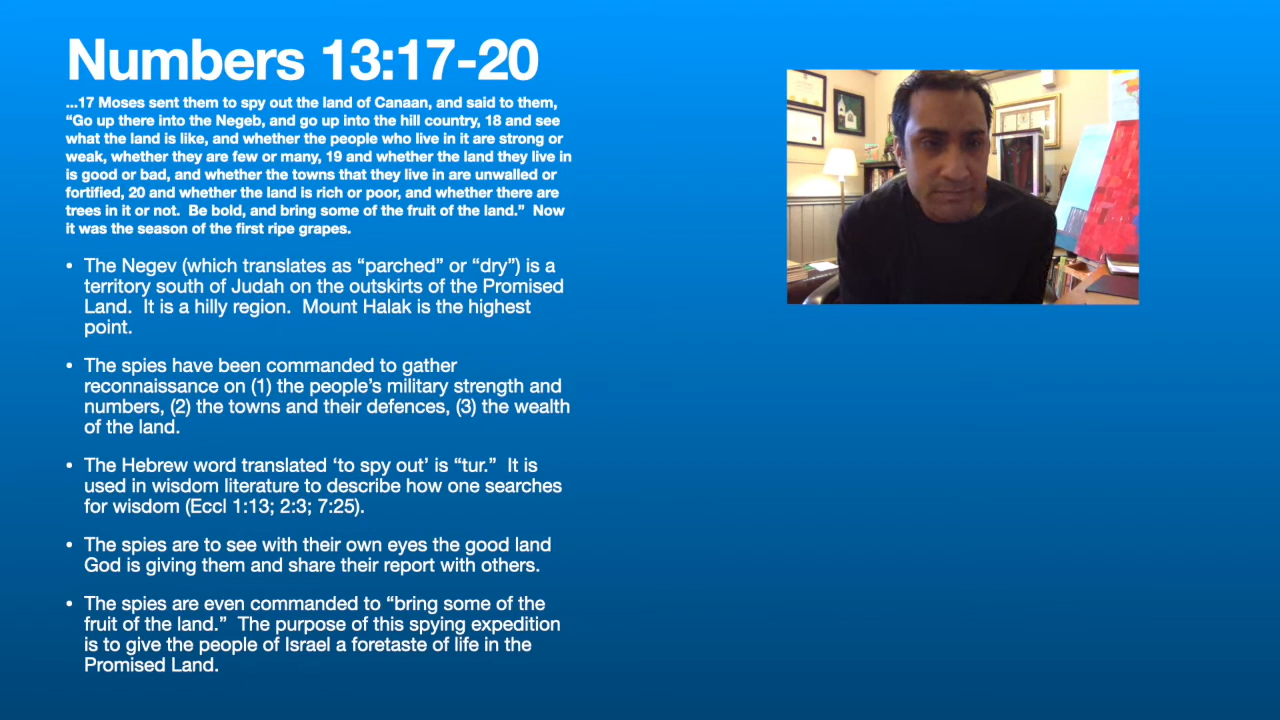 Numbers 13:17-20
...17 Moses sent them to spy out the land of Canaan, and said to them,
“Go up there into the Negeb, and go up into the hill country, 18 and see
what the land is like, and whether the people who live in it are strong or
weak, whether they are few or many, 19 and whether the land they live in
is good or bad, and whether the towns that they live in are unwalled or
fortified, 20 and whether the land is rich or poor, and whether there are
trees in it or not.  Be bold, and bring some of the fruit of the land.”  Now
it was the season of the first ripe grapes.
• The Negev (which translates as “parched” or “dry”) is a
territory south of Judah on the outskirts of the Promised
Land.  It is a hilly region.  Mount Halak is the highest
point.
• The spies have been commanded to gather
reconnaissance on (1) the people’s military strength and
numbers, (2) the towns and their defences, (3) the wealth
of the land.
• The Hebrew word translated ‘to spy out’ is “tur.”  It is
used in wisdom literature to describe how one searches
for wisdom (Eccl 1:13; 2:3; 7:25).
• The spies are to see with their own eyes the good land
God is giving them and share their report with others.
• The spies are even commanded to “bring some of the
fruit of the land.”  The purpose of this spying expedition
is to give the people of Israel a foretaste of life in the
Promised Land.